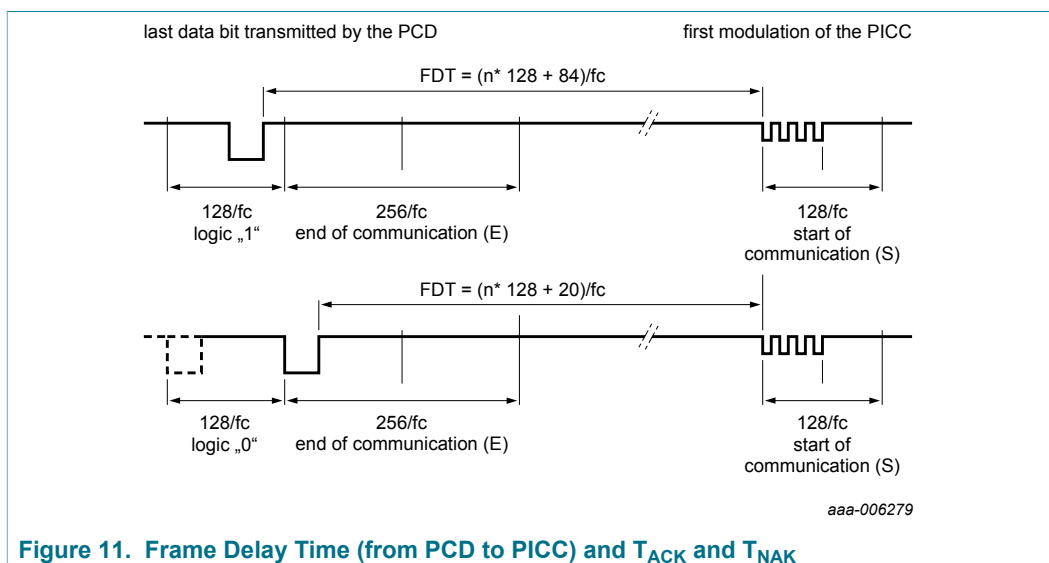 last data bit transmitted by the PCD
first modulation of the PICC
FDT = (n* 128 + 84)/fc
128/fc
logic „1“
256/fc
end of communication (E)
128/fc
start of
communication (S)
FDT = (n* 128 + 20)/fc
128/fc
logic „0“
256/fc
end of communication (E)
128/fc
start of
communication (S)
aaa-006279
Figure 11. Frame Delay Time (from PCD to PICC) and TACK and TNAK